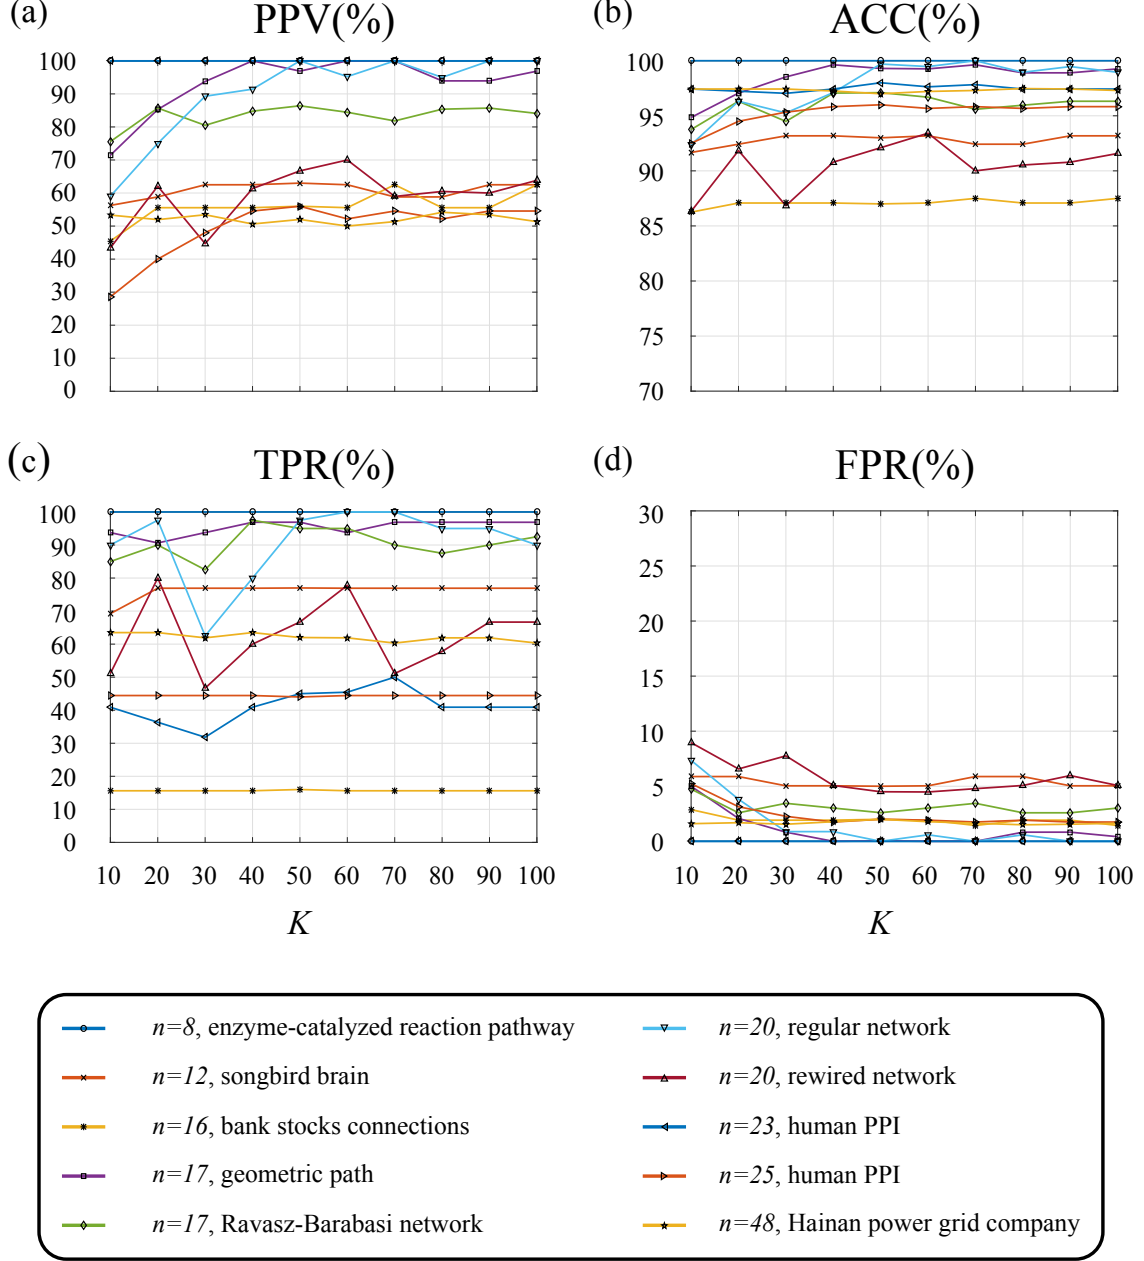 (a) PPV(%)
100
90
80
70
60
50
40
30
20
10
0
(b) ACC(%)
100
95
90
85
80
75
70
(c) TPR(%)
100
90
80
70
60
50
40
30
20
10
0
10 20 30 40 50 60 70 80 90 100
K
(d) FPR(%)
30
25
20
15
10
5
0
10 20 30 40 50 60 70 80 90 100
K
n=8, enzyme-catalyzed reaction pathway
n=12, songbird brain
n=16, bank stocks connections
n=17, geometric path
n=17, Ravasz-Barabasi network
n=20, regular network
n=20, rewired network
n=23, human PPI
n=25, human PPI
n=48, Hainan power grid company